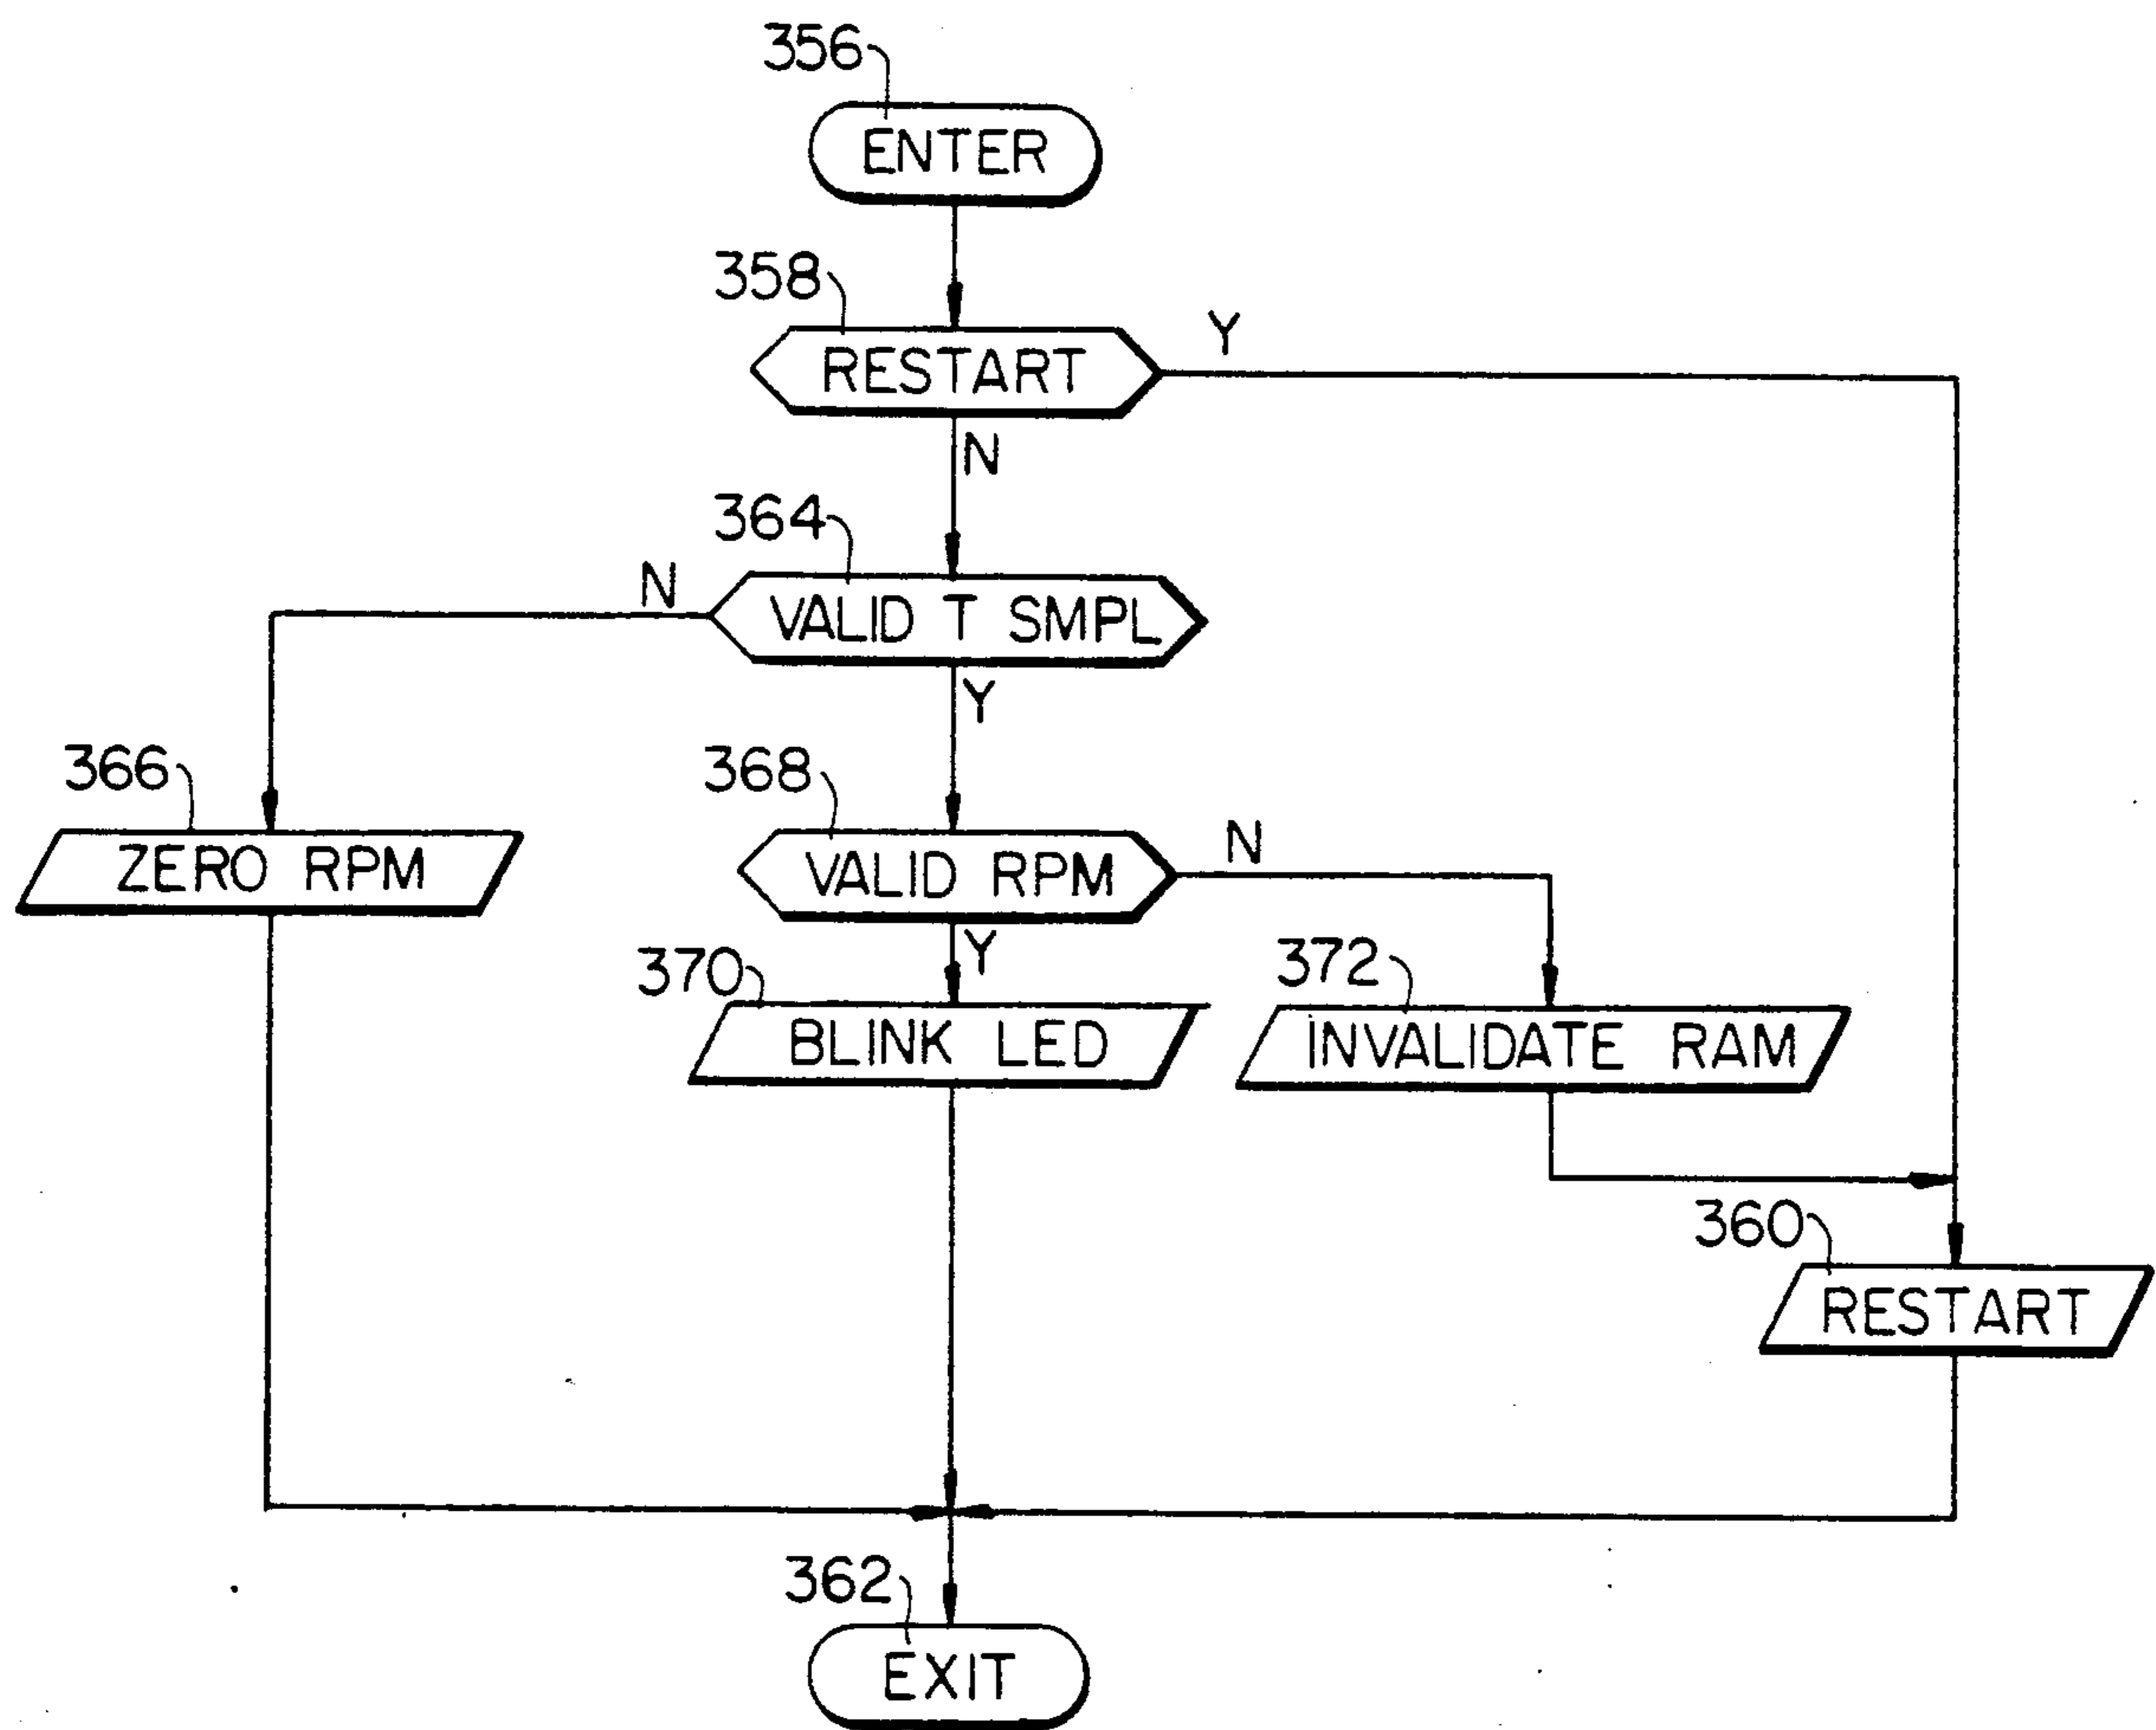 356
ENTER
358
RESTART
Y
N
364
N
VALID T SMPL
Y
366
ZERO RPM
368
VALID RPM
N
Y
370
BLINK LED
372
INVALIDATE RAM
360
RESTART
362
EXIT